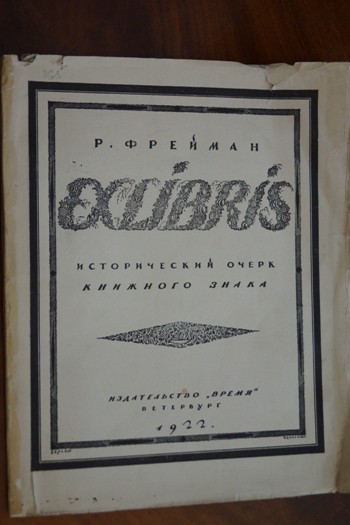 Р. ФРЕЙМАН
EXLIBRIS
ИСТОРИЧЕСКИЙ ОЧЕРК
КНИЖНОГО ЗНАКА
ИЗДАТЕЛЬСТВО „ВРЕМЯ"
ПЕТЕРБУРГ
1922.